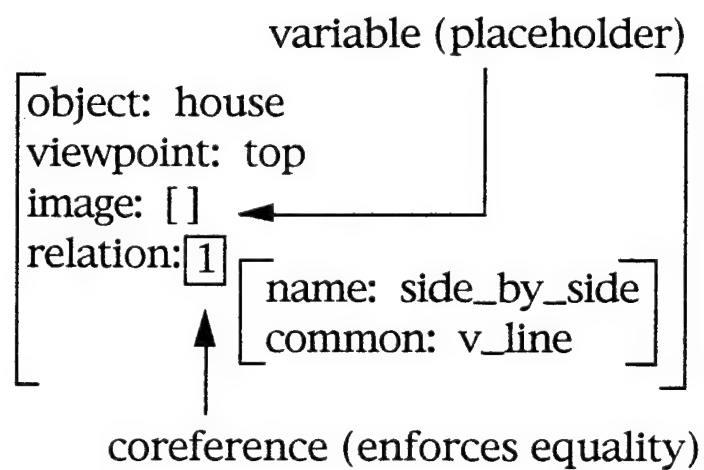 variable (placeholder)
object: house
viewpoint: top
image: [ ]
relation: 1
name: side_by_side
common: v_line
coreference (enforces equality)